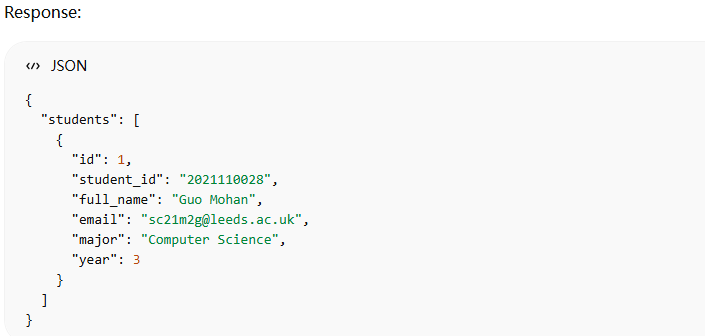 Response:
</> JSON
{
  "students": [
    {
      "id": 1,
      "student_id": "2021110028",
      "full_name": "Guo Mohan",
      "email": "sc21m2g@leeds.ac.uk",
      "major": "Computer Science",
      "year": 3
    }
  ]
}